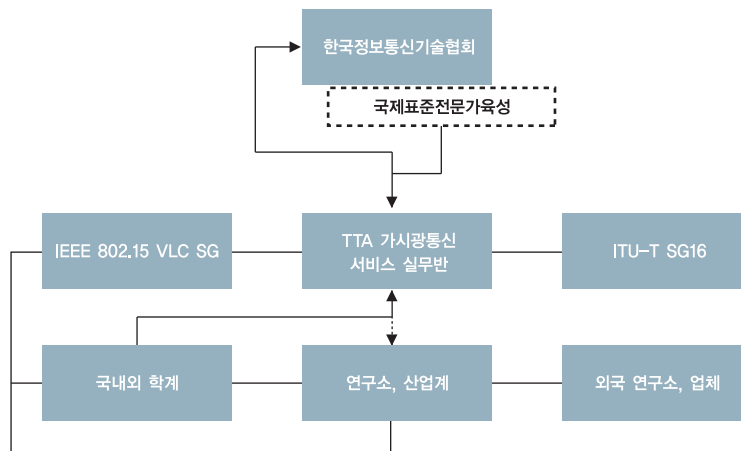 한국정보통신기술협회
국제표준전문가육성
IEEE 802.15 VLC SG
TTA 가시광통신
서비스 실무반
ITU-T SG16
국내외 학계
연구소, 산업계
외국 연구소, 업체